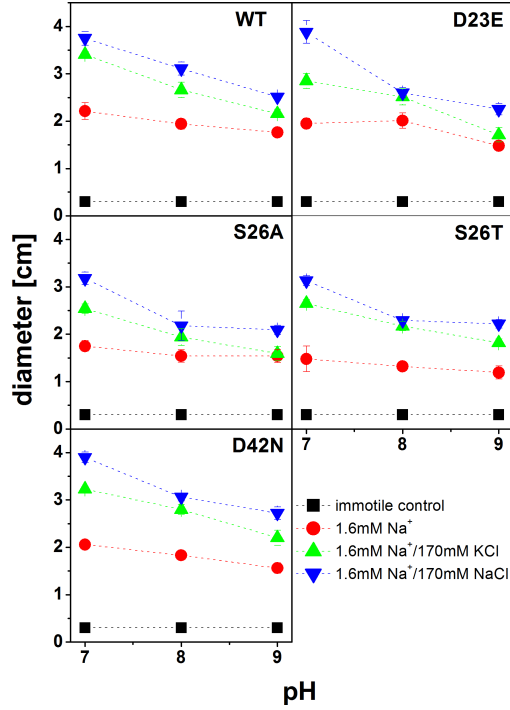 WT
D23E
4
3
2
1
0
S26A
S26T
4
3
2
1
0
7
8
9
D42N
4
3
2
1
0
7
8
9
diameter [cm]
pH
immotile control
1.6mM Na⁺
1.6mM Na⁺/170mM KCl
1.6mM Na⁺/170mM NaCl